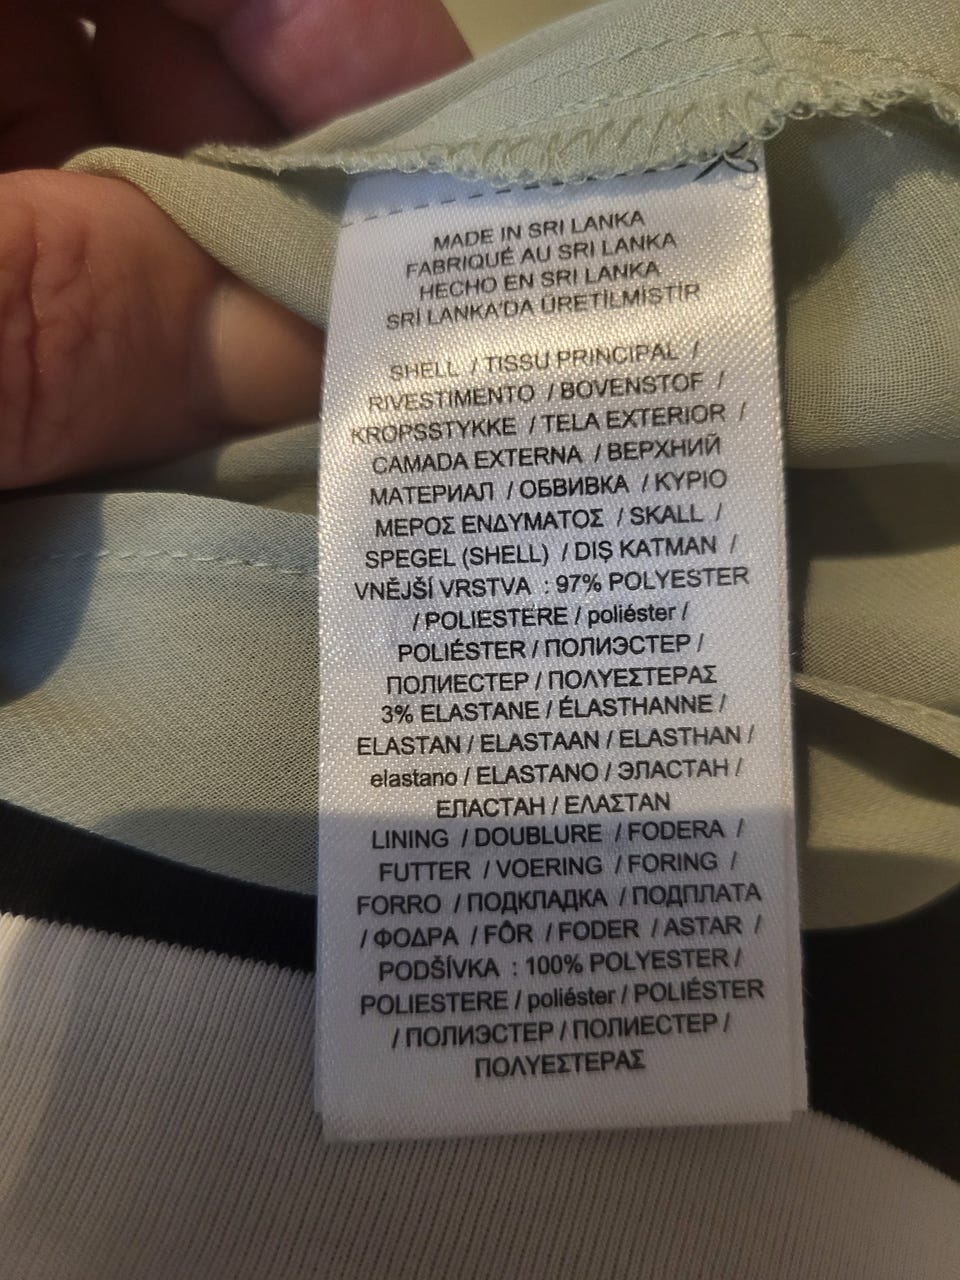 MADE IN SRI LANKA
FABRIQUÉ AU SRI LANKA
HECHO EN SRI LANKA
SRİ LANKA'DA ÜRETİLMİSTİR
SHELL / TISSU PRINCIPAL /
RIVESTIMENTO / BOVENSTOF /
KROPSSTYKKE / TELA EXTERIOR /
CAMADA EXTERNA / ВЕРХНИЙ
МАТЕРИАЛ / ОБВИВКА / ΚΥΡΙΟ
ΜΕΡΟΣ ΕΝΔΥΜΑΤΟΣ / SKALL /
SPEGEL (SHELL) / DIŞ KATMAN /
VNĚJŠÍ VRSTVA : 97% POLYESTER
/ POLIESTERE / poliéster /
POLIÉSTER / ПОЛИЭСТЕР /
ПОЛИЕСТЕР / ΠΟΛΥΕΣΤΕΡΑΣ
3% ELASTANE / ÉLASTHANNE /
ELASTAN / ELASTAAN / ELASTHAN /
elastano / ELASTANO / ЭЛАСТАН /
ЕЛАСТАН / ΕΛΑΣΤΑΝ
LINING / DOUBLURE / FODERA /
FUTTER / VOERING / FORING /
FORRO / ПОДКЛАДКА / ПОДПЛАТА
/ ΦΟΔΡΑ / FÔR / FODER / ASTAR /
PODŠÍVKA : 100% POLYESTER /
POLIESTERE / poliéster / POLIÉSTER
/ ПОЛИЭСТЕР / ПОЛИЕСТЕР /
ΠΟΛΥΕΣΤΕΡΑΣ